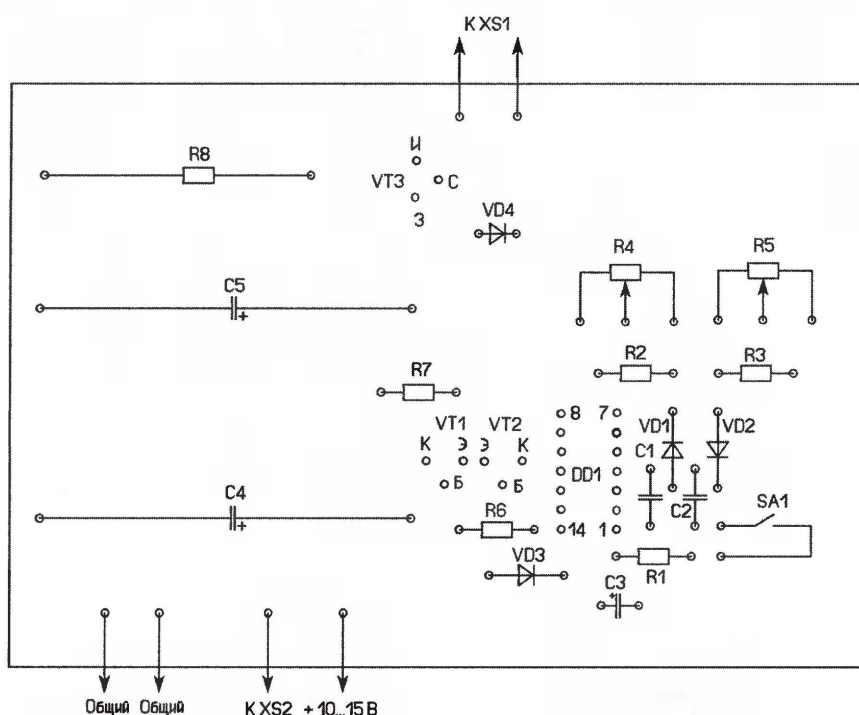 К XS1
R8
И
VT3
С
З
VD4
R4
R5
C5
+
R2
R3
R7
8
7
VT1
VT2
VD1
VD2
К
Э
Э
К
C1
DD1
Б
Б
C4
+
R6
14
1
C2
SA1
VD3
R1
C3
+
Общий Общий К XS2 + 10...15 В